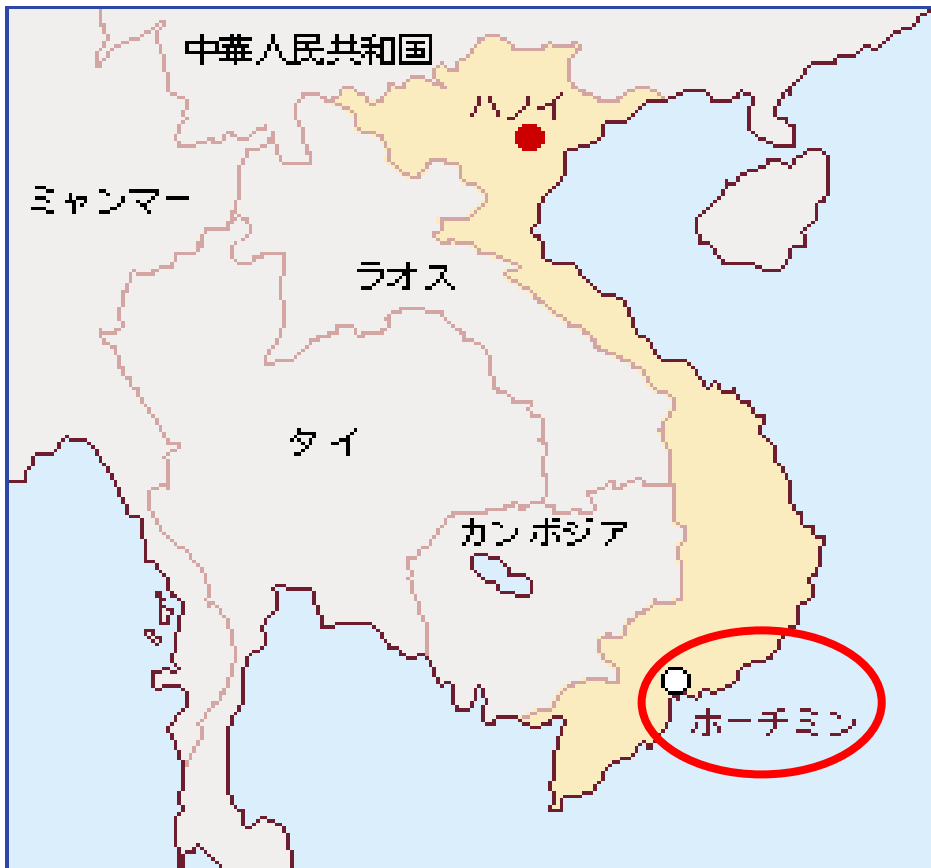 中華人民共和国
ハノイ
ミャンマー
ラオス
タイ
カンボジア
ホーチミン